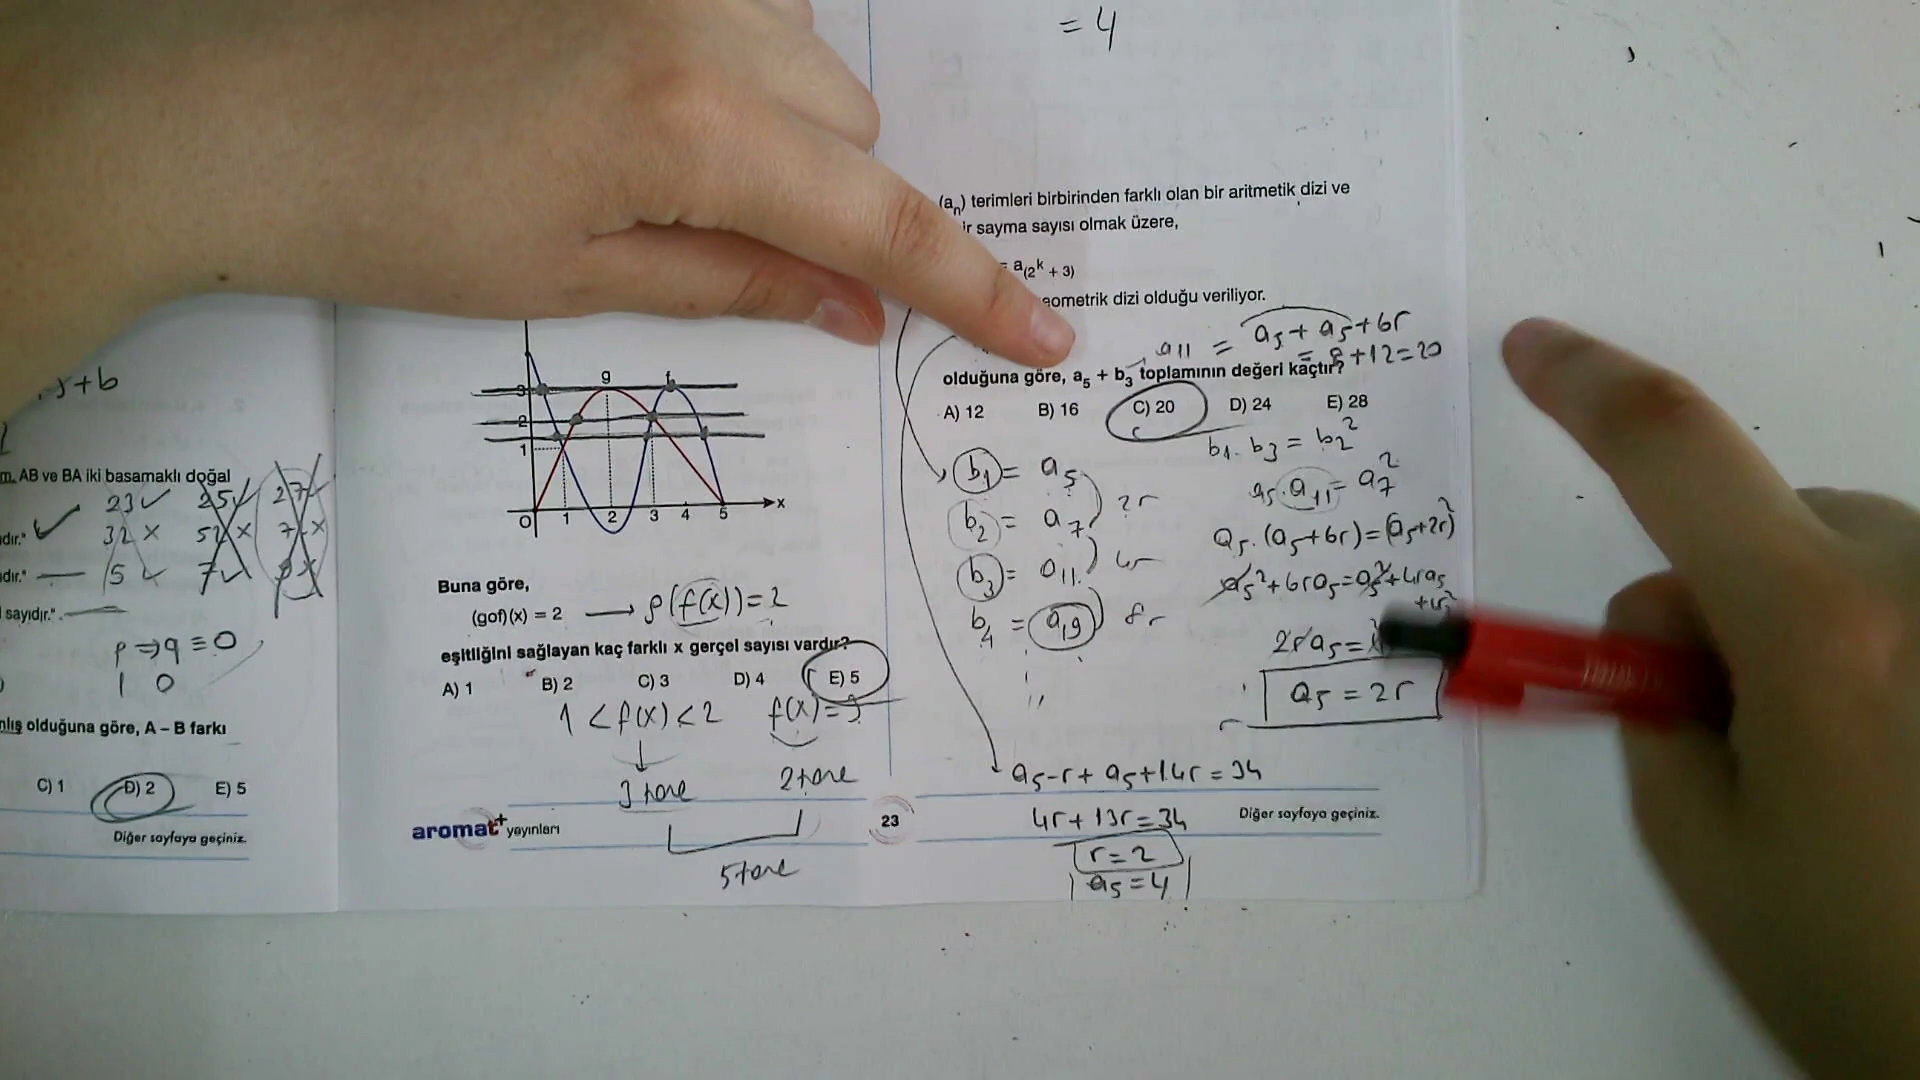 = 4
m. AB ve BA iki basamaklı doğal
23 ✓ 25 ✓ 27
32 x 52 x 72 x
dır."
dır." 5 ✓ 7 ✓
sayıdır."
p ⇒ q ≡ 0
1 0
nlış olduğuna göre, A – B farkı
C) 1 D) 2 E) 5
Diğer sayfaya geçiniz.
g f
3
2
1
O 1 2 3 4 5 x
Buna göre,
(gof)(x) = 2 → g(f(x)) = 2
eşitliğini sağlayan kaç farklı x gerçel sayısı vardır?
A) 1 B) 2 C) 3 D) 4 E) 5
1 < f(x) < 2 f(x) = 3
3 tane 2 tane
5 tane
aromat+ yayınları
23
(aₙ) terimleri birbirinden farklı olan bir aritmetik dizi ve
ir sayma sayısı olmak üzere,
= a(2ᵏ + 3)
eometrik dizi olduğu veriliyor.
a11 = a5 + a5 + 6r
= 8 + 12 = 20
olduğuna göre, a₅ + b₃ toplamının değeri kaçtır?
A) 12 B) 16 C) 20 D) 24 E) 28
b1 = a5
b2 = a7 2r
b3 = a11 4r
b4 = a19 8r
b1 . b3 = b2²
a5 . a11 = a7²
a5 . (a5 + 6r) = (a5 + 2r)²
a5² + 6ra5 = a5² + 4ra5
+ 4r²
2ra5 =
a5 = 2r
a5 - r + a5 + 14r = 34
4r + 13r = 34
r = 2
a5 = 4
Diğer sayfaya geçiniz.